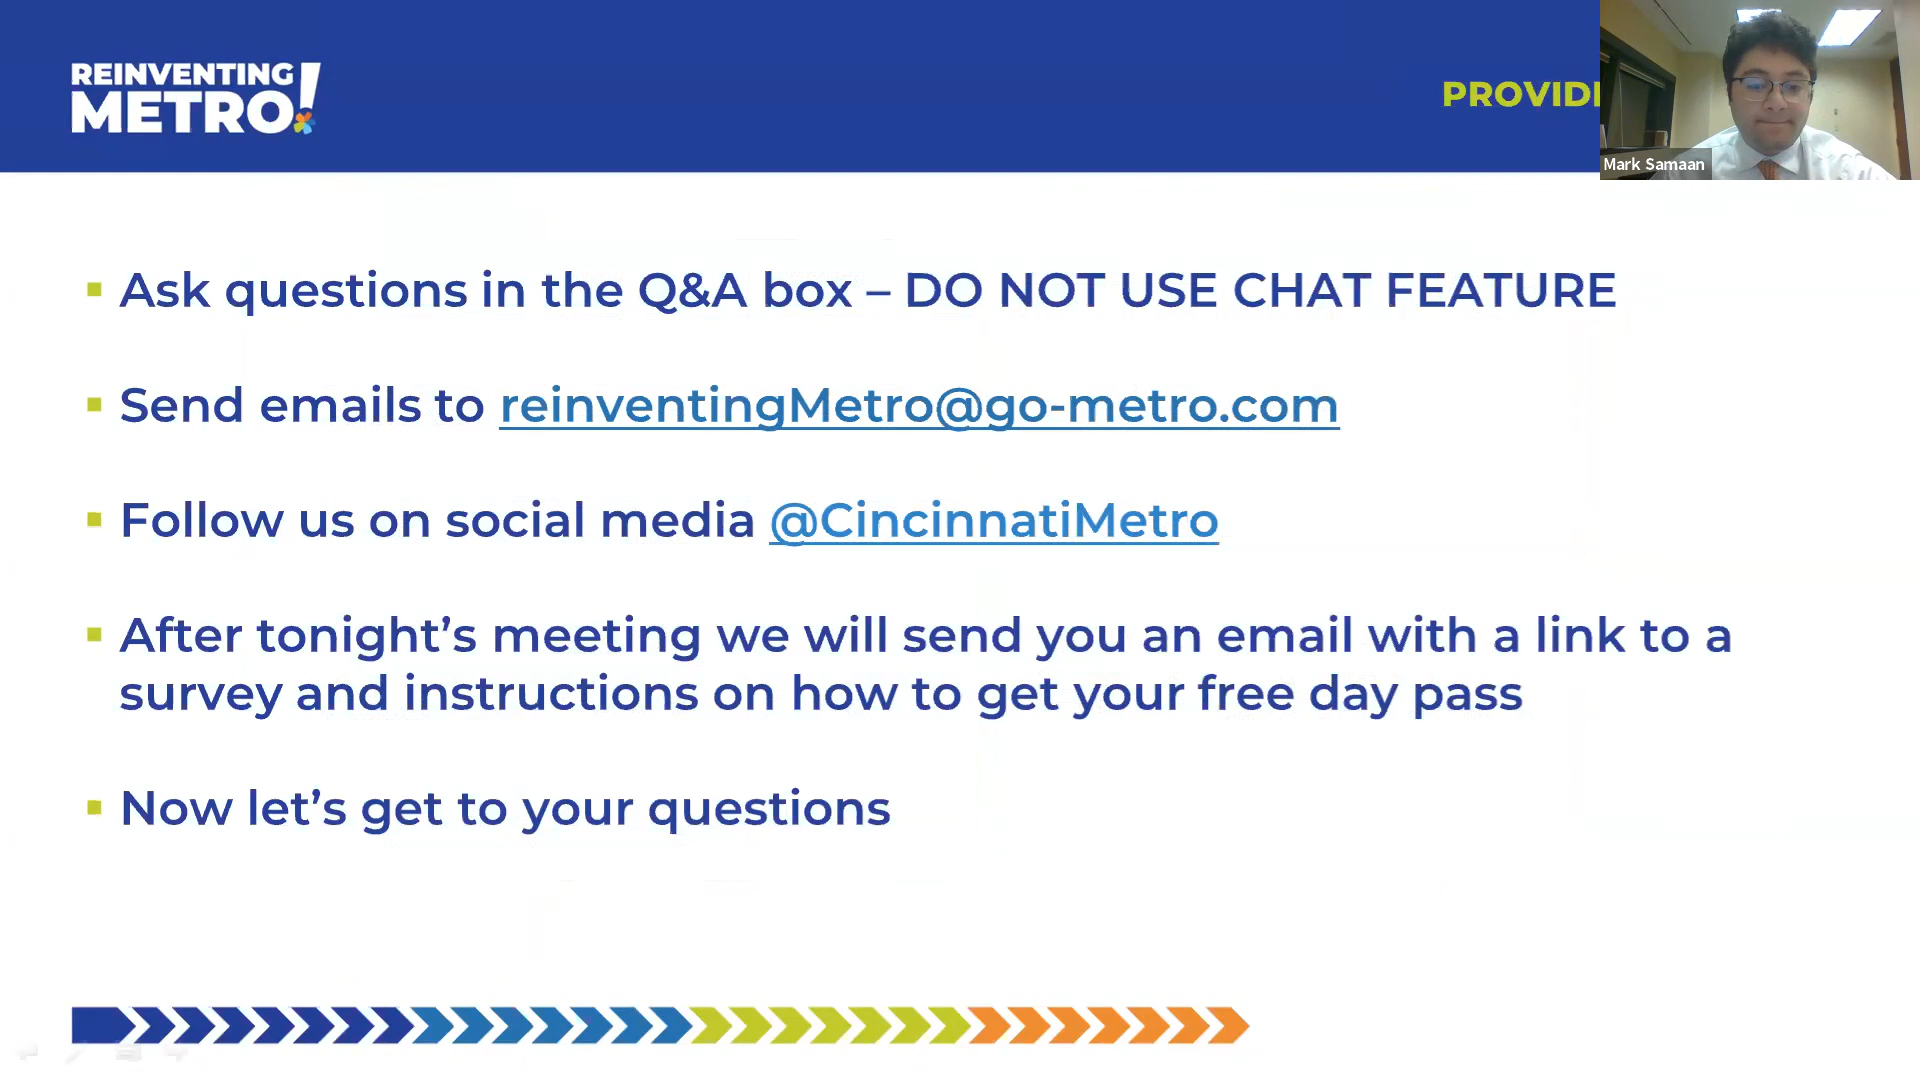 REINVENTING
METRO!
Mark Samaan
Ask questions in the Q&A box – DO NOT USE CHAT FEATURE
Send emails to reinventingMetro@go-metro.com
Follow us on social media @CincinnatiMetro
After tonight’s meeting we will send you an email with a link to a
survey and instructions on how to get your free day pass
Now let’s get to your questions